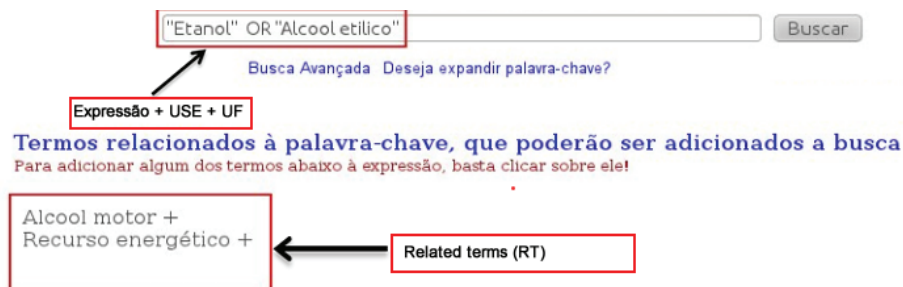 "Etanol" OR "Alcool etilico"
Buscar
Busca Avançada Deseja expandir palavra-chave?
Expressão + USE + UF
Termos relacionados à palavra-chave, que poderão ser adicionados a busca
Para adicionar algum dos termos abaixo à expressão, basta clicar sobre ele!
Alcool motor +
Recurso energético +
Related terms (RT)